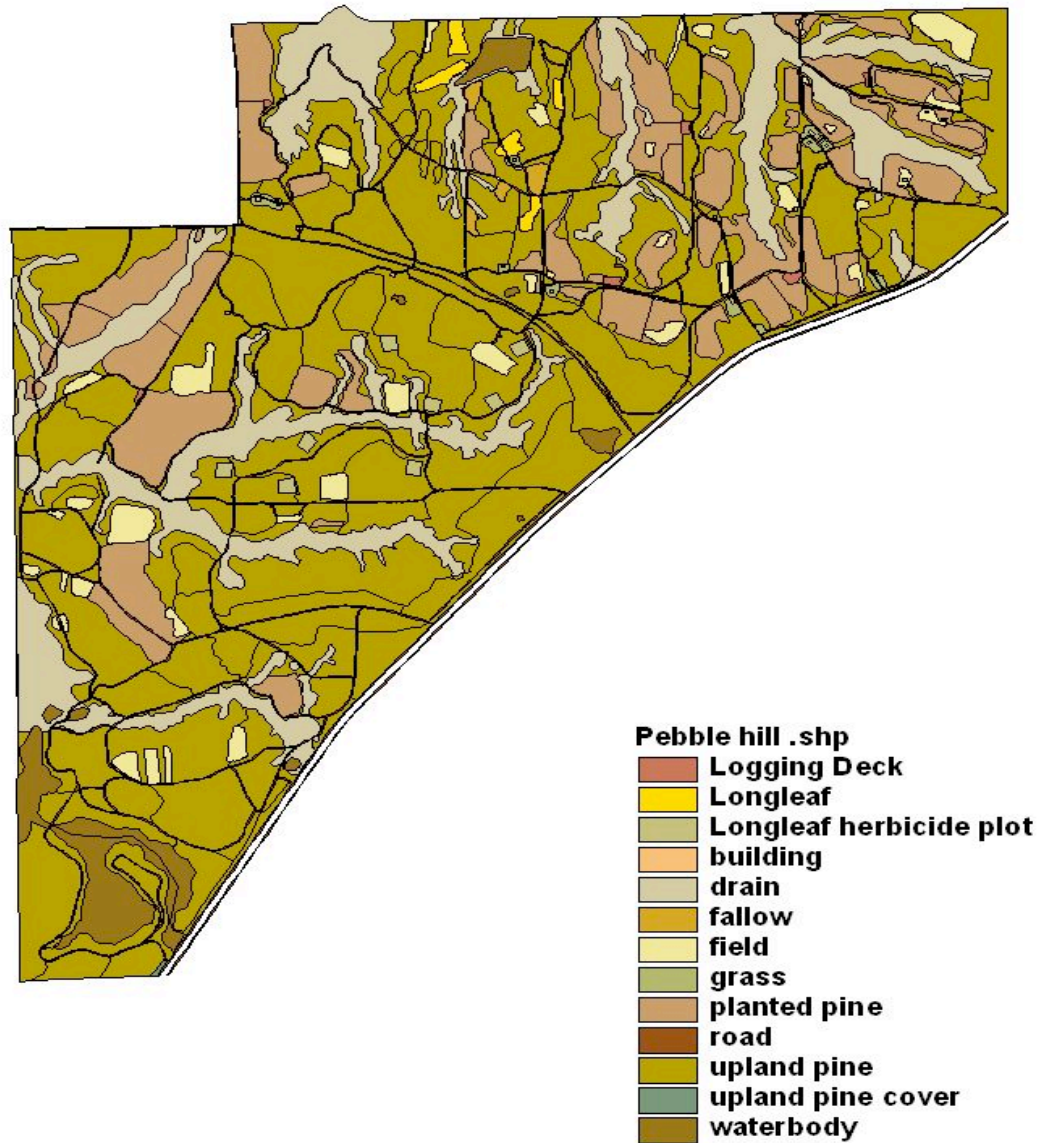 Pebble hill .shp
Logging Deck
Longleaf
Longleaf herbicide plot
building
drain
fallow
field
grass
planted pine
road
upland pine
upland pine cover
waterbody